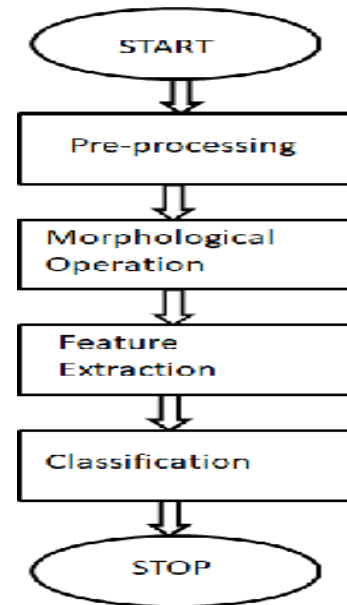 START
Pre-processing
Morphological
Operation
Feature
Extraction
Classification
STOP